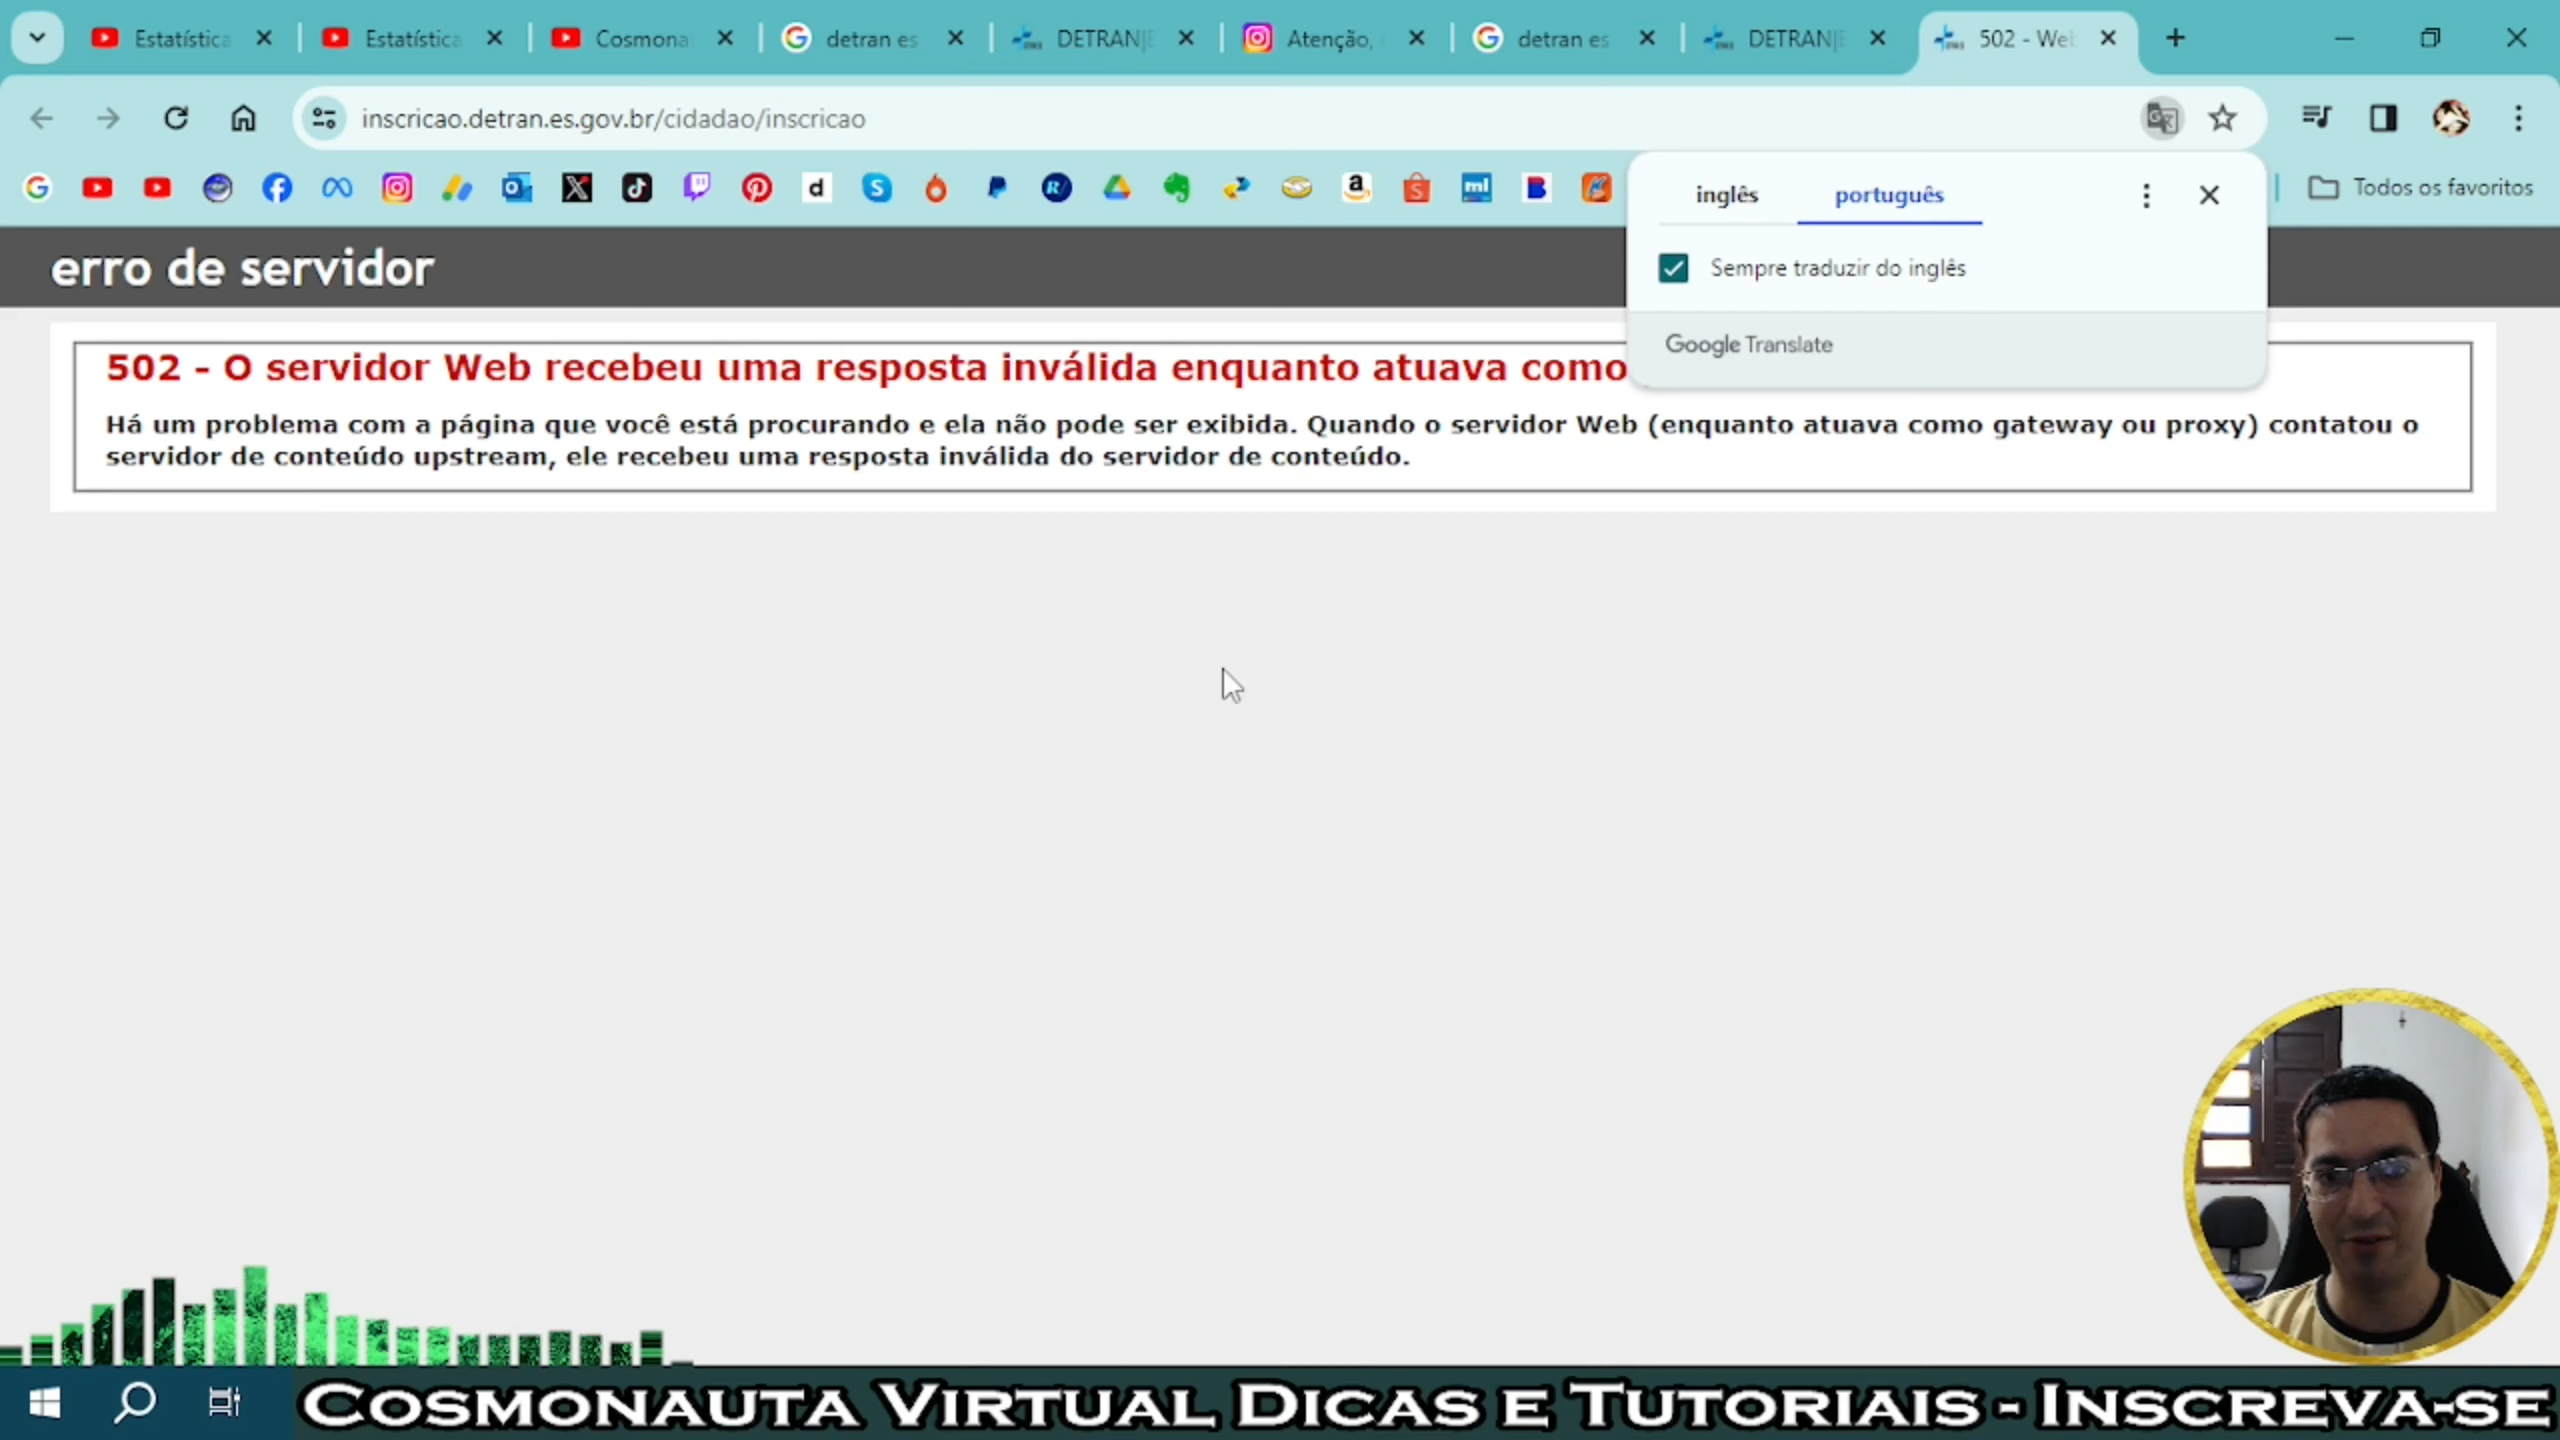 Estatística
Estatística
Cosmona
detran es
DETRAN|E
Atenção,
detran es
DETRAN|E
502 - Wel
inscricao.detran.es.gov.br/cidadao/inscricao
Todos os favoritos
inglês português
Sempre traduzir do inglês
Google Translate
erro de servidor
502 - O servidor Web recebeu uma resposta inválida enquanto atuava como
Há um problema com a página que você está procurando e ela não pode ser exibida. Quando o servidor Web (enquanto atuava como gateway ou proxy) contatou o
servidor de conteúdo upstream, ele recebeu uma resposta inválida do servidor de conteúdo.
Cosmonauta Virtual Dicas e Tutoriais - Inscreva-se